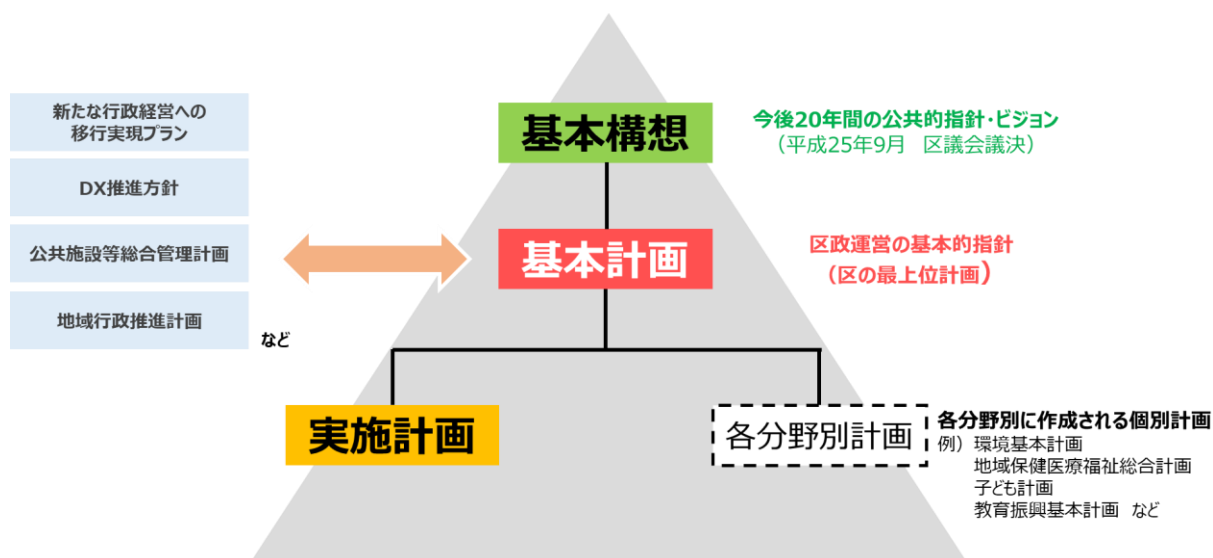 新たな行政経営への
移行実現プラン
DX推進方針
公共施設等総合管理計画
地域行政推進計画
など
基本構想
今後20年間の公共的指針・ビジョン
（平成25年9月　区議会議決）
基本計画
区政運営の基本的指針
（区の最上位計画）
実施計画
各分野別計画
各分野別に作成される個別計画
例）環境基本計画
地域保健医療福祉総合計画
子ども計画
教育振興基本計画　など